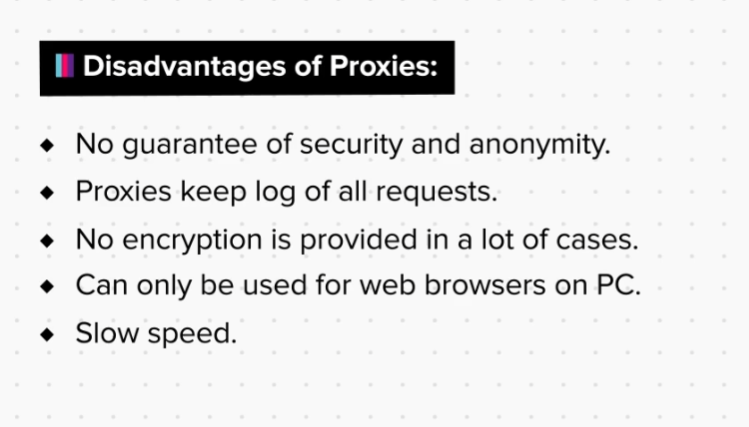 Disadvantages of Proxies:
◆ No guarantee of security and anonymity.
◆ Proxies keep log of all requests.
◆ No encryption is provided in a lot of cases.
◆ Can only be used for web browsers on PC.
◆ Slow speed.